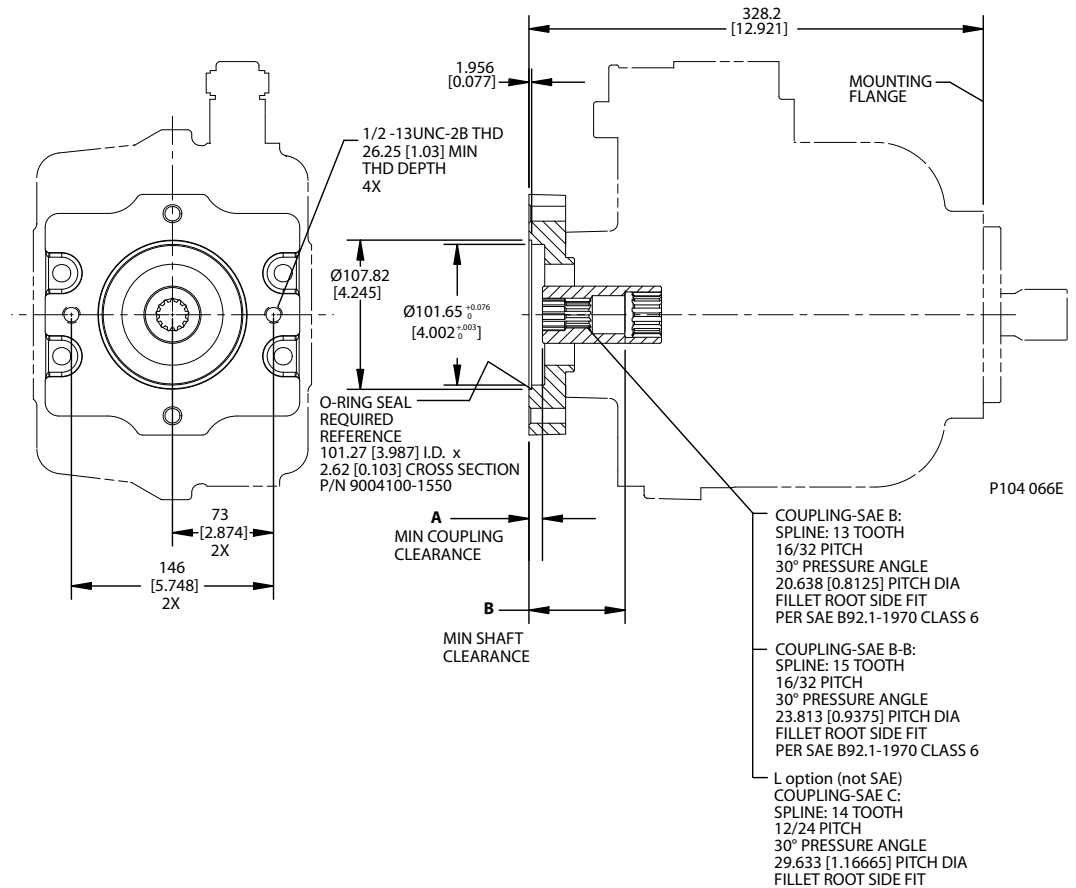 328.2
[12.921]
1.956
[0.077]
MOUNTING
FLANGE
1/2 -13UNC-2B THD
26.25 [1.03] MIN
THD DEPTH
4X
Ø107.82
[4.245]
Ø101.65 +0.076 0
[4.002 +.003 0]
O-RING SEAL
REQUIRED
REFERENCE
101.27 [3.987] I.D. x
2.62 [0.103] CROSS SECTION
P/N 9004100-1550
P104 066E
73
[2.874]
2X
146
[5.748]
2X
A
MIN COUPLING
CLEARANCE
B
MIN SHAFT
CLEARANCE
COUPLING-SAE B:
SPLINE: 13 TOOTH
16/32 PITCH
30° PRESSURE ANGLE
20.638 [0.8125] PITCH DIA
FILLET ROOT SIDE FIT
PER SAE B92.1-1970 CLASS 6
COUPLING-SAE B-B:
SPLINE: 15 TOOTH
16/32 PITCH
30° PRESSURE ANGLE
23.813 [0.9375] PITCH DIA
FILLET ROOT SIDE FIT
PER SAE B92.1-1970 CLASS 6
L option (not SAE)
COUPLING-SAE C:
SPLINE: 14 TOOTH
12/24 PITCH
30° PRESSURE ANGLE
29.633 [1.16665] PITCH DIA
FILLET ROOT SIDE FIT